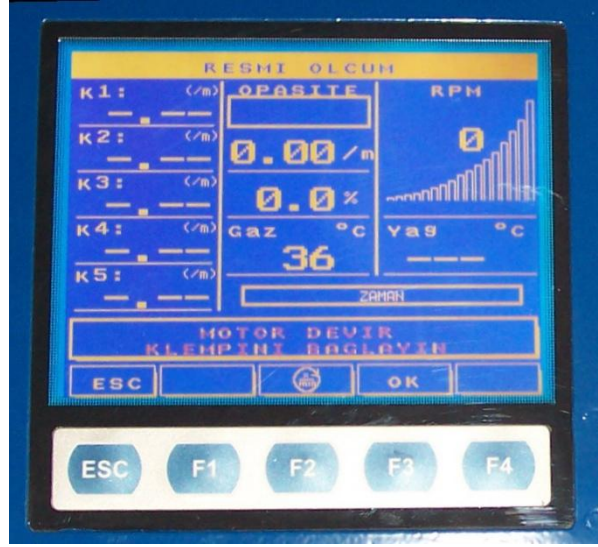 RESMI OLCUM
K1: (/m) OPASITE RPM
-.--
K2: (/m) 0.00 /m 0
-.--
K3: (/m) 0.0 %
-.--
K4: (/m) Gaz °C Yag °C
-.-- 36 ---
K5: (/m)
-.-- ZAMAN
MOTOR DEVIR
KLEMPINI BAGLAYIN
ESC OK
ESC F1 F2 F3 F4